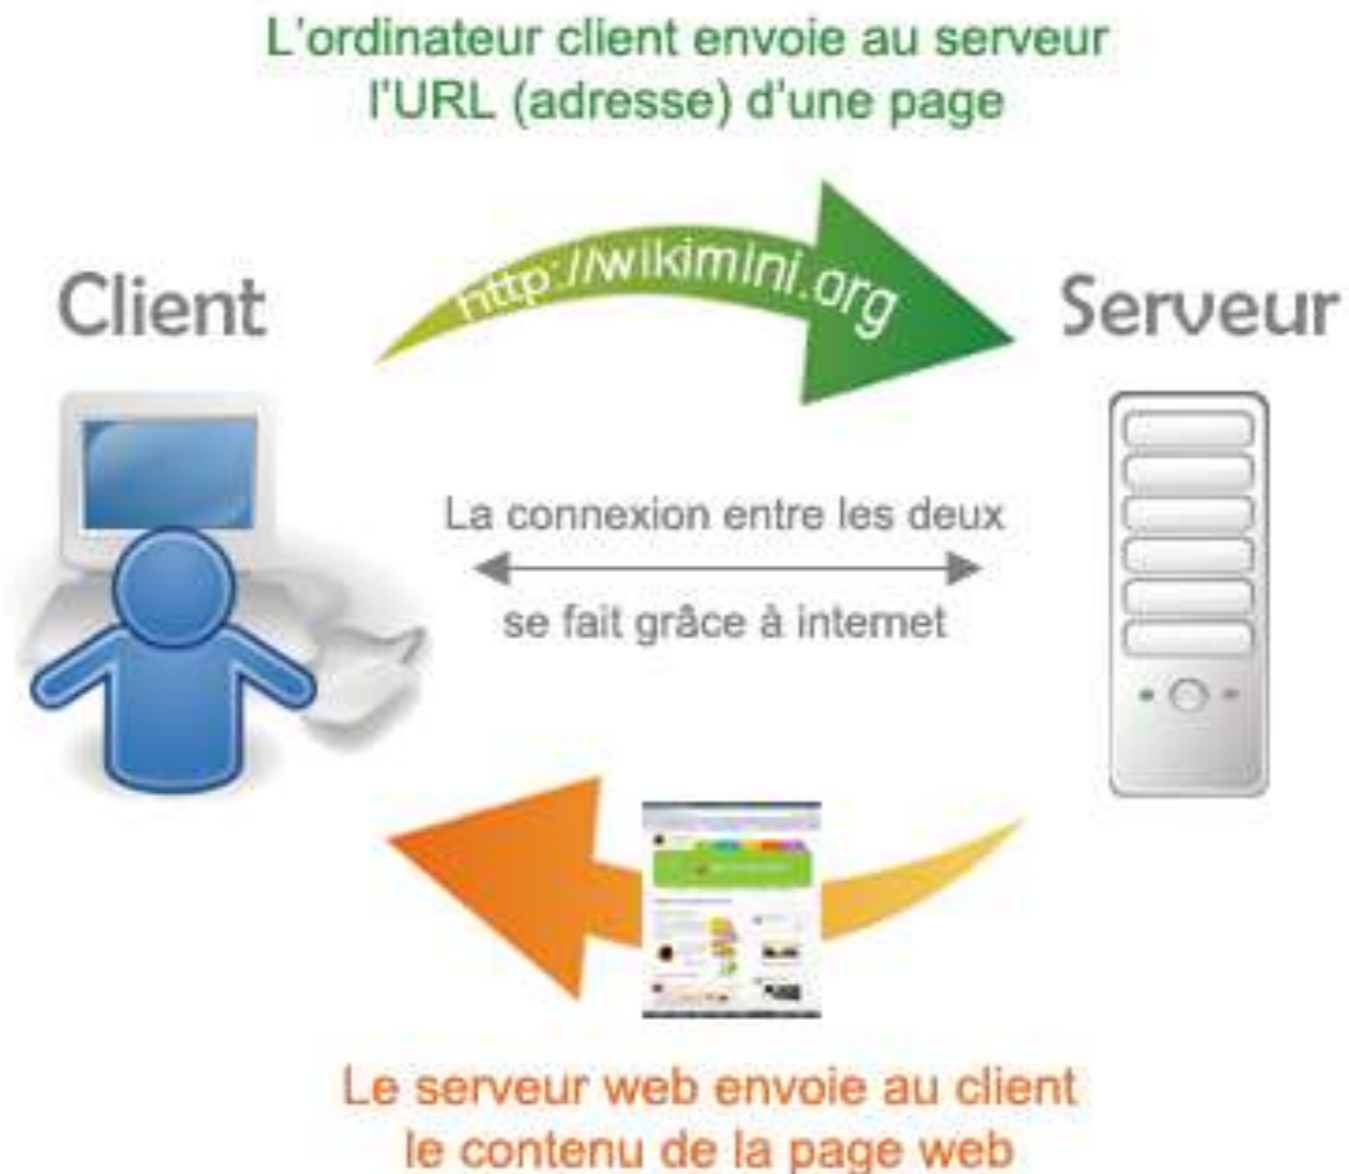 L'ordinateur client envoie au serveur
l'URL (adresse) d'une page
http://wikimini.org
Client
Serveur
La connexion entre les deux
se fait grâce à internet
Le serveur web envoie au client
le contenu de la page web